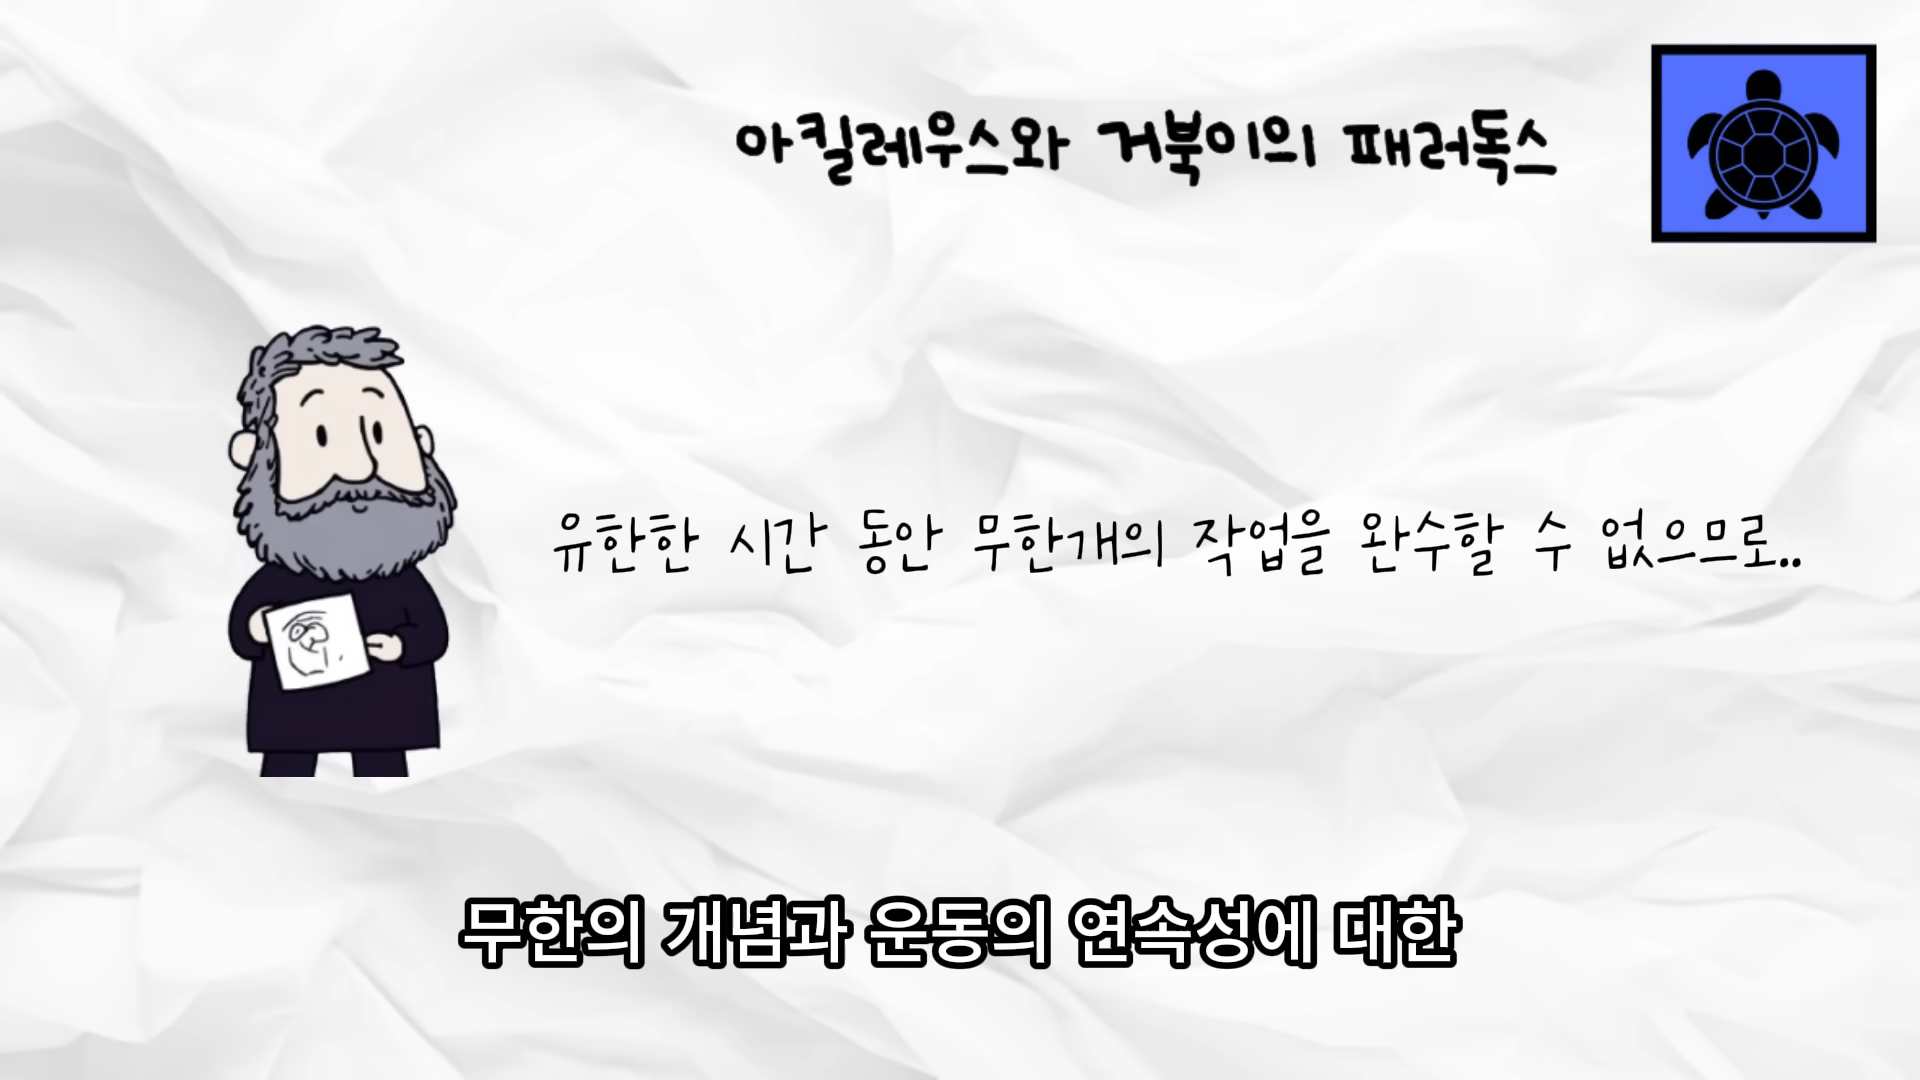 아킬레우스와 거북이의 패러독스
유한한 시간 동안 무한개의 작업을 완수할 수 없으므로..
무한의 개념과 운동의 연속성에 대한